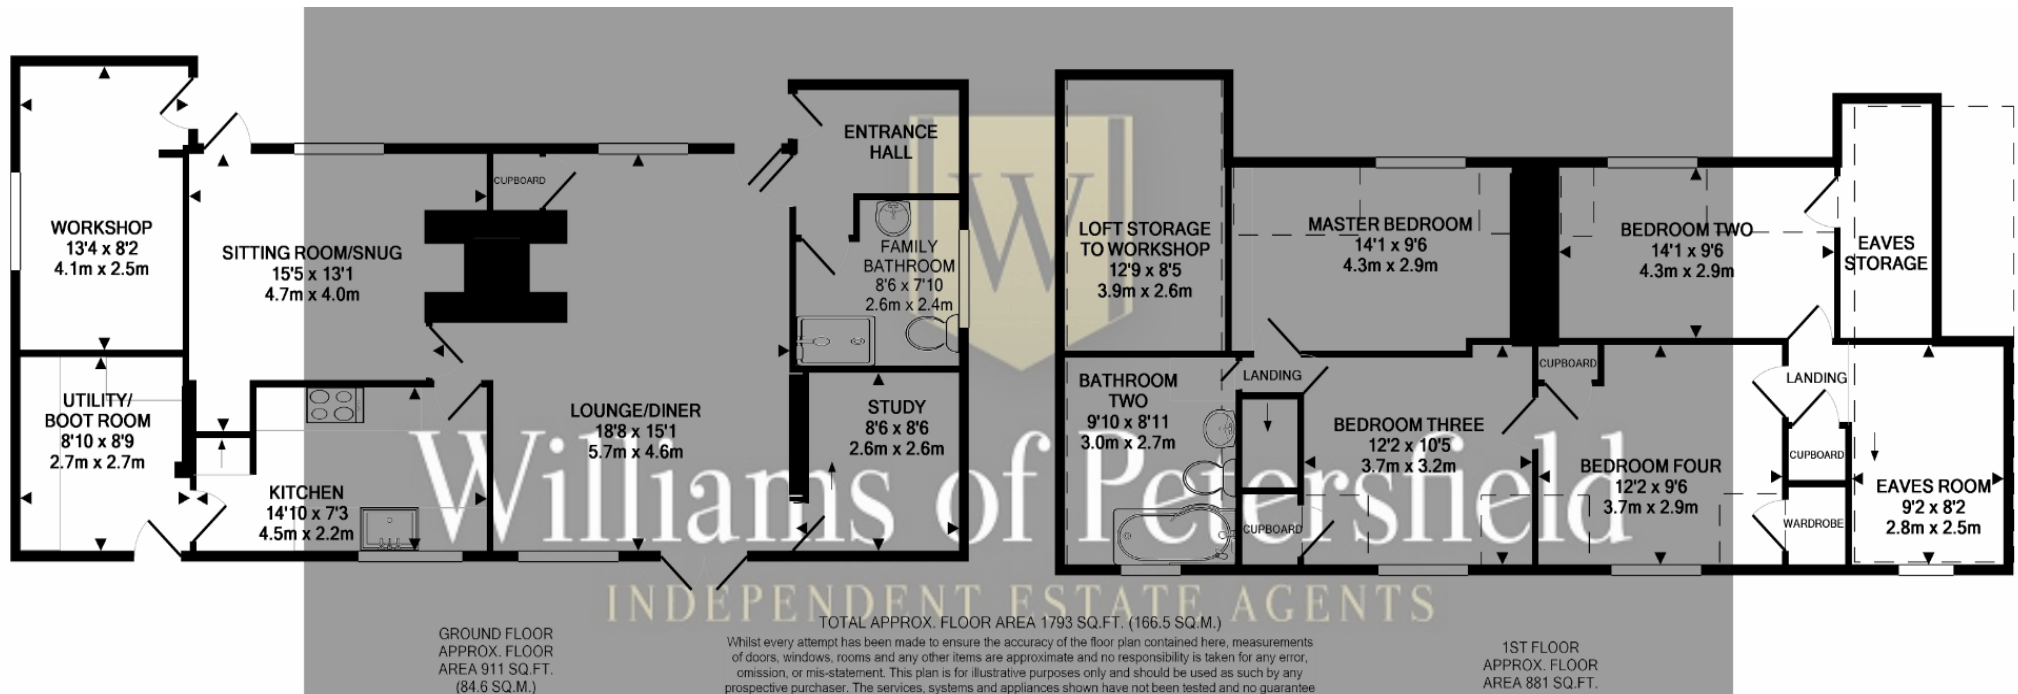 WORKSHOP
13'4 x 8'2
4.1m x 2.5m
UTILITY/
BOOT ROOM
8'10 x 8'9
2.7m x 2.7m
SITTING ROOM/SNUG
15'5 x 13'1
4.7m x 4.0m
CUPBOARD
KITCHEN
14'10 x 7'3
4.5m x 2.2m
LOUNGE/DINER
18'8 x 15'1
5.7m x 4.6m
ENTRANCE
HALL
FAMILY
BATHROOM
8'6 x 7'10
2.6m x 2.4m
STUDY
8'6 x 8'6
2.6m x 2.6m
LOFT STORAGE
TO WORKSHOP
12'9 x 8'5
3.9m x 2.6m
MASTER BEDROOM
14'1 x 9'6
4.3m x 2.9m
BEDROOM TWO
14'1 x 9'6
4.3m x 2.9m
EAVES
STORAGE
BATHROOM
TWO
9'10 x 8'11
3.0m x 2.7m
LANDING
CUPBOARD
BEDROOM THREE
12'2 x 10'5
3.7m x 3.2m
CUPBOARD
BEDROOM FOUR
12'2 x 9'6
3.7m x 2.9m
LANDING
CUPBOARD
WARDROBE
EAVES ROOM
9'2 x 8'2
2.8m x 2.5m
W
Williams of Petersfield
INDEPENDENT ESTATE AGENTS
GROUND FLOOR
APPROX. FLOOR
AREA 911 SQ.FT.
(84.6 SQ.M.)
TOTAL APPROX. FLOOR AREA 1793 SQ.FT. (166.5 SQ.M.)
Whilst every attempt has been made to ensure the accuracy of the floor plan contained here, measurements
of doors, windows, rooms and any other items are approximate and no responsibility is taken for any error,
omission, or mis-statement. This plan is for illustrative purposes only and should be used as such by any
prospective purchaser. The services, systems and appliances shown have not been tested and no guarantee
1ST FLOOR
APPROX. FLOOR
AREA 881 SQ.FT.